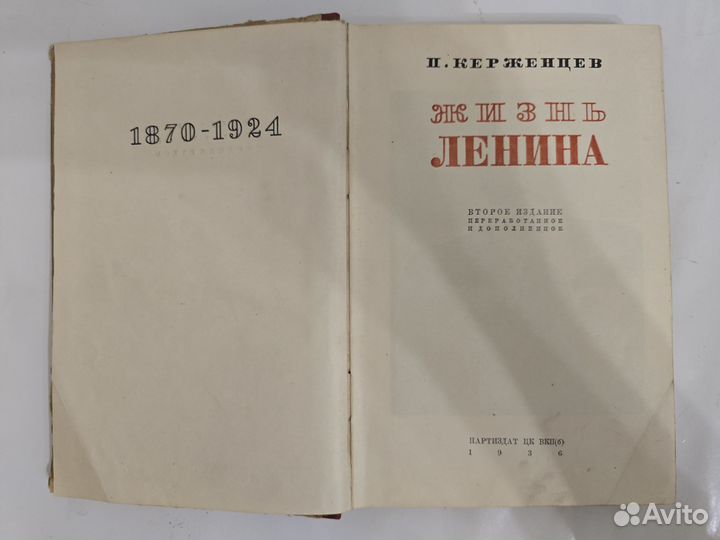 1870-1924
П. КЕРЖЕНЦЕВ
ЖИЗНЬ
ЛЕНИНА
ВТОРОЕ ИЗДАНИЕ
ПЕРЕРАБОТАННОЕ
И ДОПОЛНЕННОЕ
ПАРТИЗДАТ ЦК ВКП(б)
1936
Avito